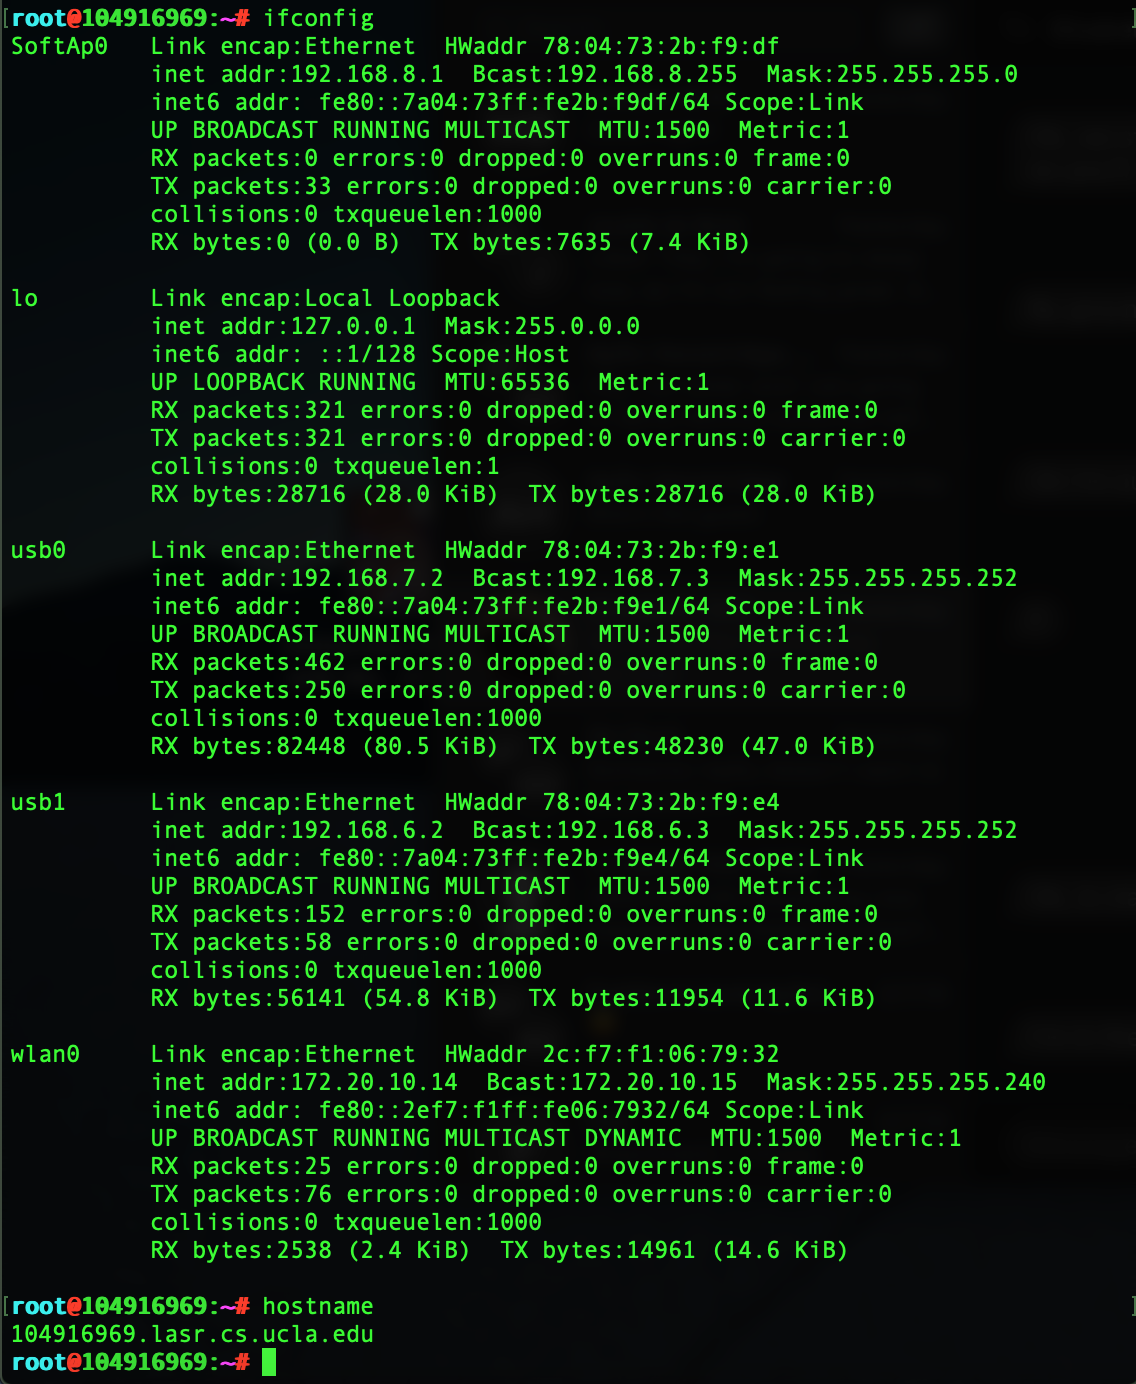 [root@104916969:~# ifconfig ]
SoftAp0   Link encap:Ethernet  HWaddr 78:04:73:2b:f9:df
          inet addr:192.168.8.1  Bcast:192.168.8.255  Mask:255.255.255.0
          inet6 addr: fe80::7a04:73ff:fe2b:f9df/64 Scope:Link
          UP BROADCAST RUNNING MULTICAST  MTU:1500  Metric:1
          RX packets:0 errors:0 dropped:0 overruns:0 frame:0
          TX packets:33 errors:0 dropped:0 overruns:0 carrier:0
          collisions:0 txqueuelen:1000
          RX bytes:0 (0.0 B)  TX bytes:7635 (7.4 KiB)

lo        Link encap:Local Loopback
          inet addr:127.0.0.1  Mask:255.0.0.0
          inet6 addr: ::1/128 Scope:Host
          UP LOOPBACK RUNNING  MTU:65536  Metric:1
          RX packets:321 errors:0 dropped:0 overruns:0 frame:0
          TX packets:321 errors:0 dropped:0 overruns:0 carrier:0
          collisions:0 txqueuelen:1
          RX bytes:28716 (28.0 KiB)  TX bytes:28716 (28.0 KiB)

usb0      Link encap:Ethernet  HWaddr 78:04:73:2b:f9:e1
          inet addr:192.168.7.2  Bcast:192.168.7.3  Mask:255.255.255.252
          inet6 addr: fe80::7a04:73ff:fe2b:f9e1/64 Scope:Link
          UP BROADCAST RUNNING MULTICAST  MTU:1500  Metric:1
          RX packets:462 errors:0 dropped:0 overruns:0 frame:0
          TX packets:250 errors:0 dropped:0 overruns:0 carrier:0
          collisions:0 txqueuelen:1000
          RX bytes:82448 (80.5 KiB)  TX bytes:48230 (47.0 KiB)

usb1      Link encap:Ethernet  HWaddr 78:04:73:2b:f9:e4
          inet addr:192.168.6.2  Bcast:192.168.6.3  Mask:255.255.255.252
          inet6 addr: fe80::7a04:73ff:fe2b:f9e4/64 Scope:Link
          UP BROADCAST RUNNING MULTICAST  MTU:1500  Metric:1
          RX packets:152 errors:0 dropped:0 overruns:0 frame:0
          TX packets:58 errors:0 dropped:0 overruns:0 carrier:0
          collisions:0 txqueuelen:1000
          RX bytes:56141 (54.8 KiB)  TX bytes:11954 (11.6 KiB)

wlan0     Link encap:Ethernet  HWaddr 2c:f7:f1:06:79:32
          inet addr:172.20.10.14  Bcast:172.20.10.15  Mask:255.255.255.240
          inet6 addr: fe80::2ef7:f1ff:fe06:7932/64 Scope:Link
          UP BROADCAST RUNNING MULTICAST DYNAMIC  MTU:1500  Metric:1
          RX packets:25 errors:0 dropped:0 overruns:0 frame:0
          TX packets:76 errors:0 dropped:0 overruns:0 carrier:0
          collisions:0 txqueuelen:1000
          RX bytes:2538 (2.4 KiB)  TX bytes:14961 (14.6 KiB)

[root@104916969:~# hostname ]
104916969.lasr.cs.ucla.edu
root@104916969:~#